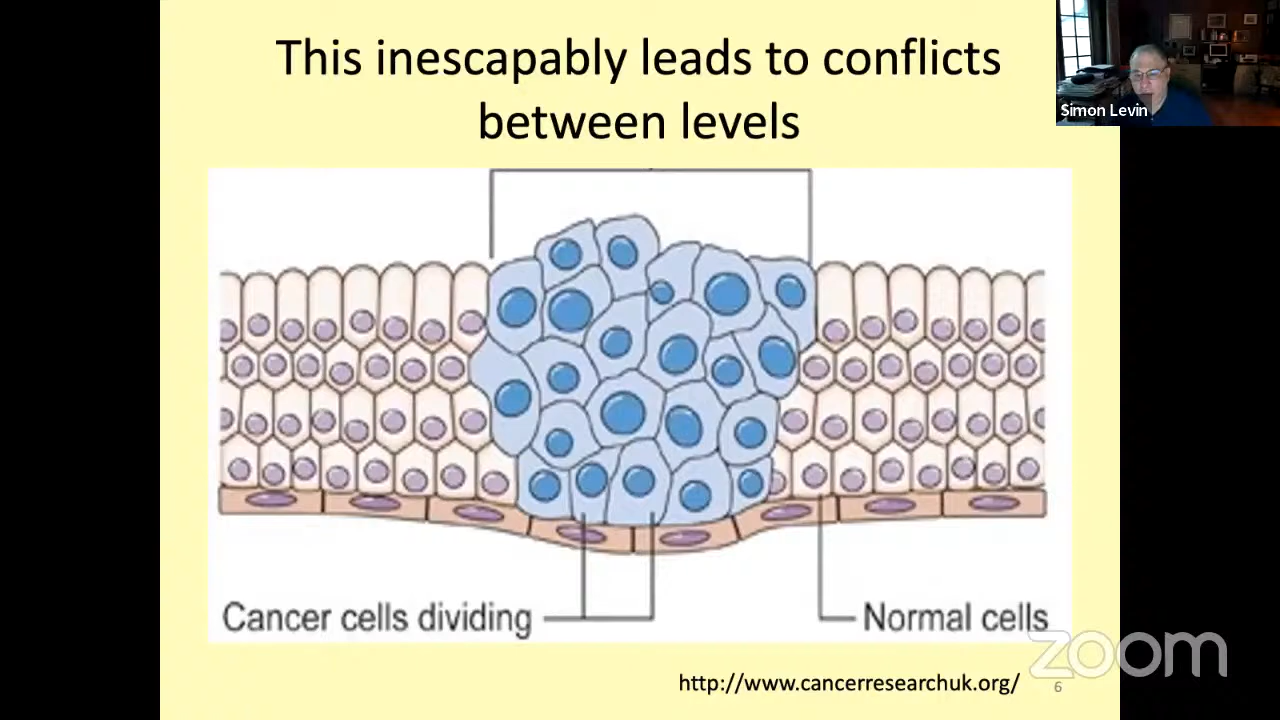 This inescapably leads to conflicts
between levels
Simon Levin
Cancer cells dividing
Normal cells
zoom
http://www.cancerresearchuk.org/
6